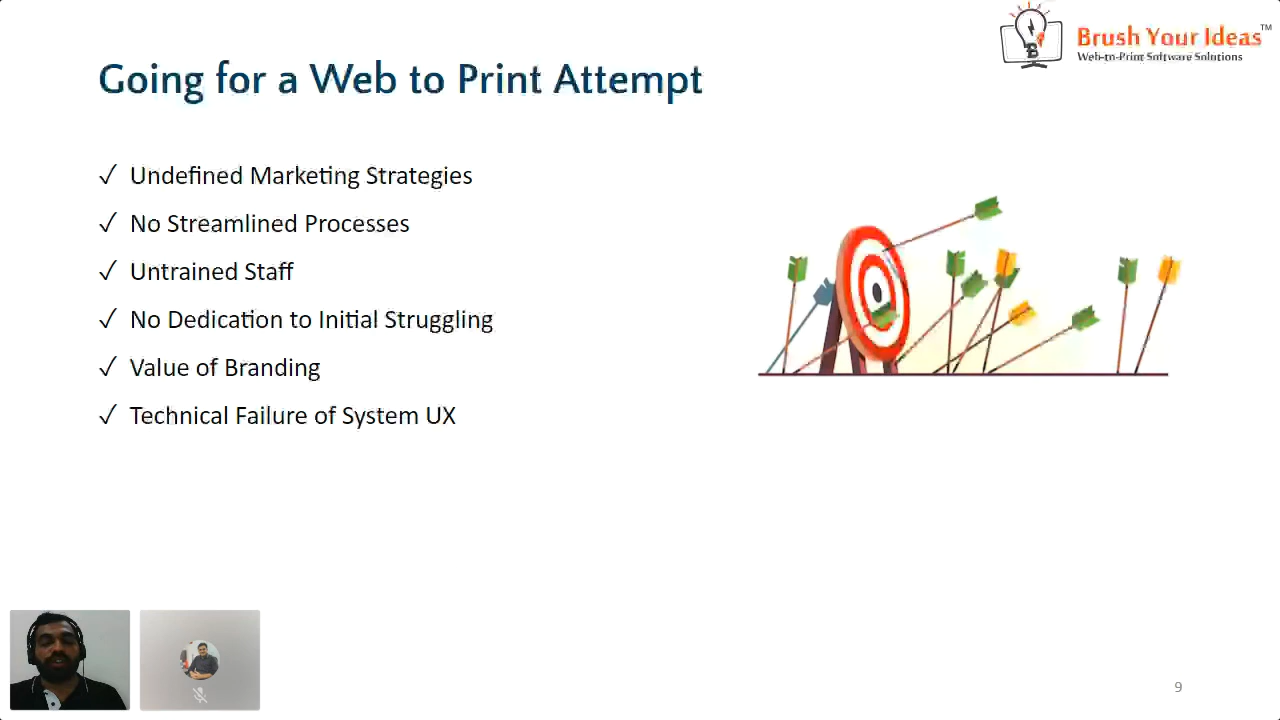 Brush Your Ideas™
Web-to-Print Software Solutions
Going for a Web to Print Attempt
✓ Undefined Marketing Strategies
✓ No Streamlined Processes
✓ Untrained Staff
✓ No Dedication to Initial Struggling
✓ Value of Branding
✓ Technical Failure of System UX
9